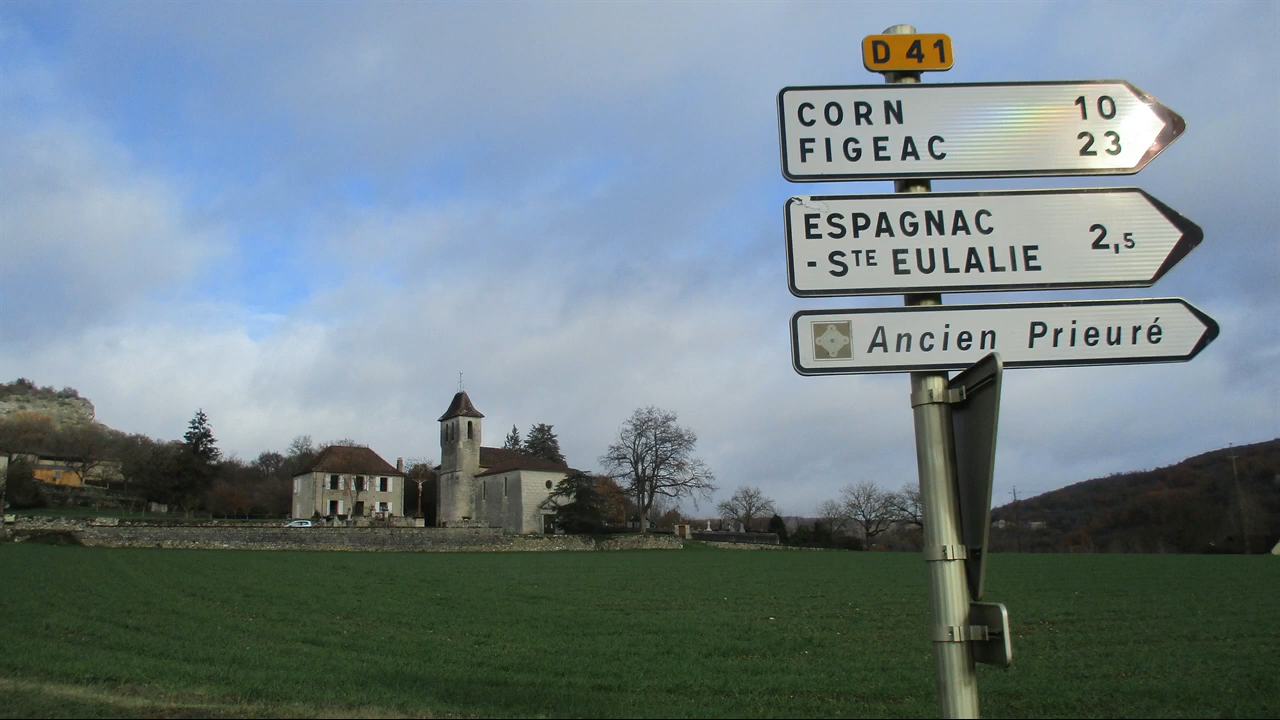 D 41
CORN 10
FIGEAC 23
ESPAGNAC
- STE EULALIE 2,5
Ancien Prieuré